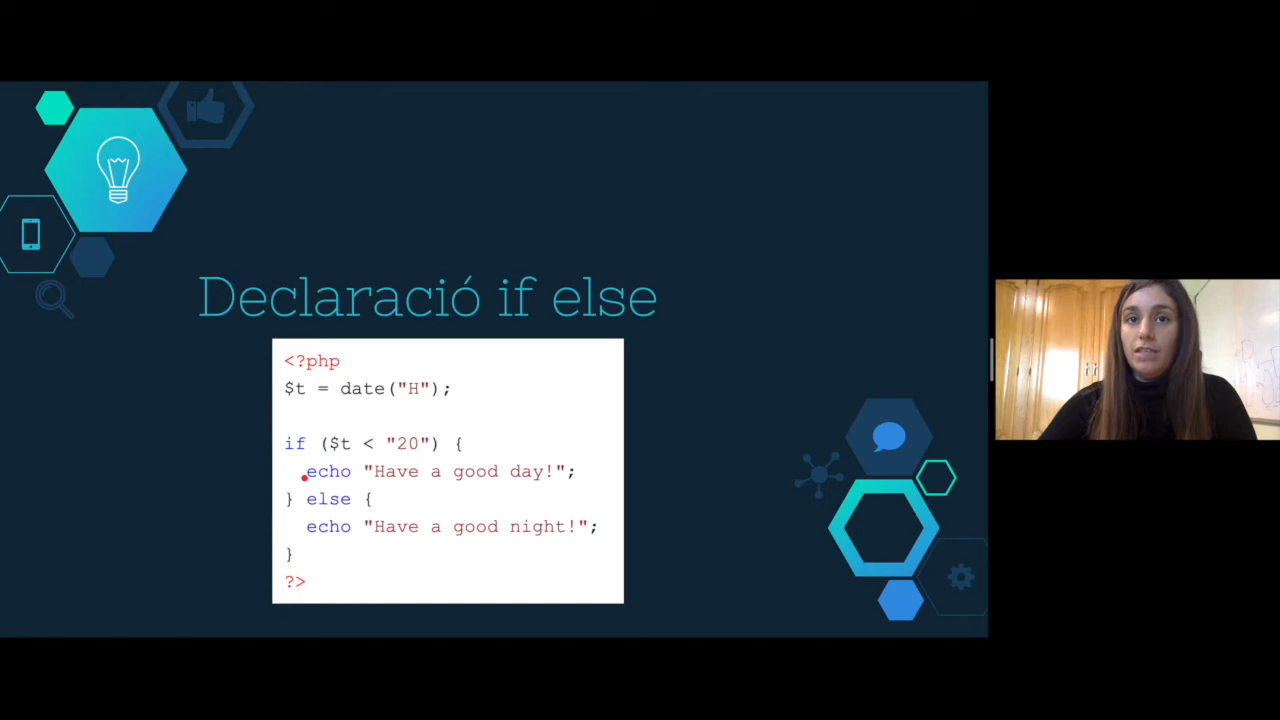 Declaració if else
<?php
$t = date("H");
if ($t < "20") {
echo "Have a good day!";
} else {
echo "Have a good night!";
}
?>